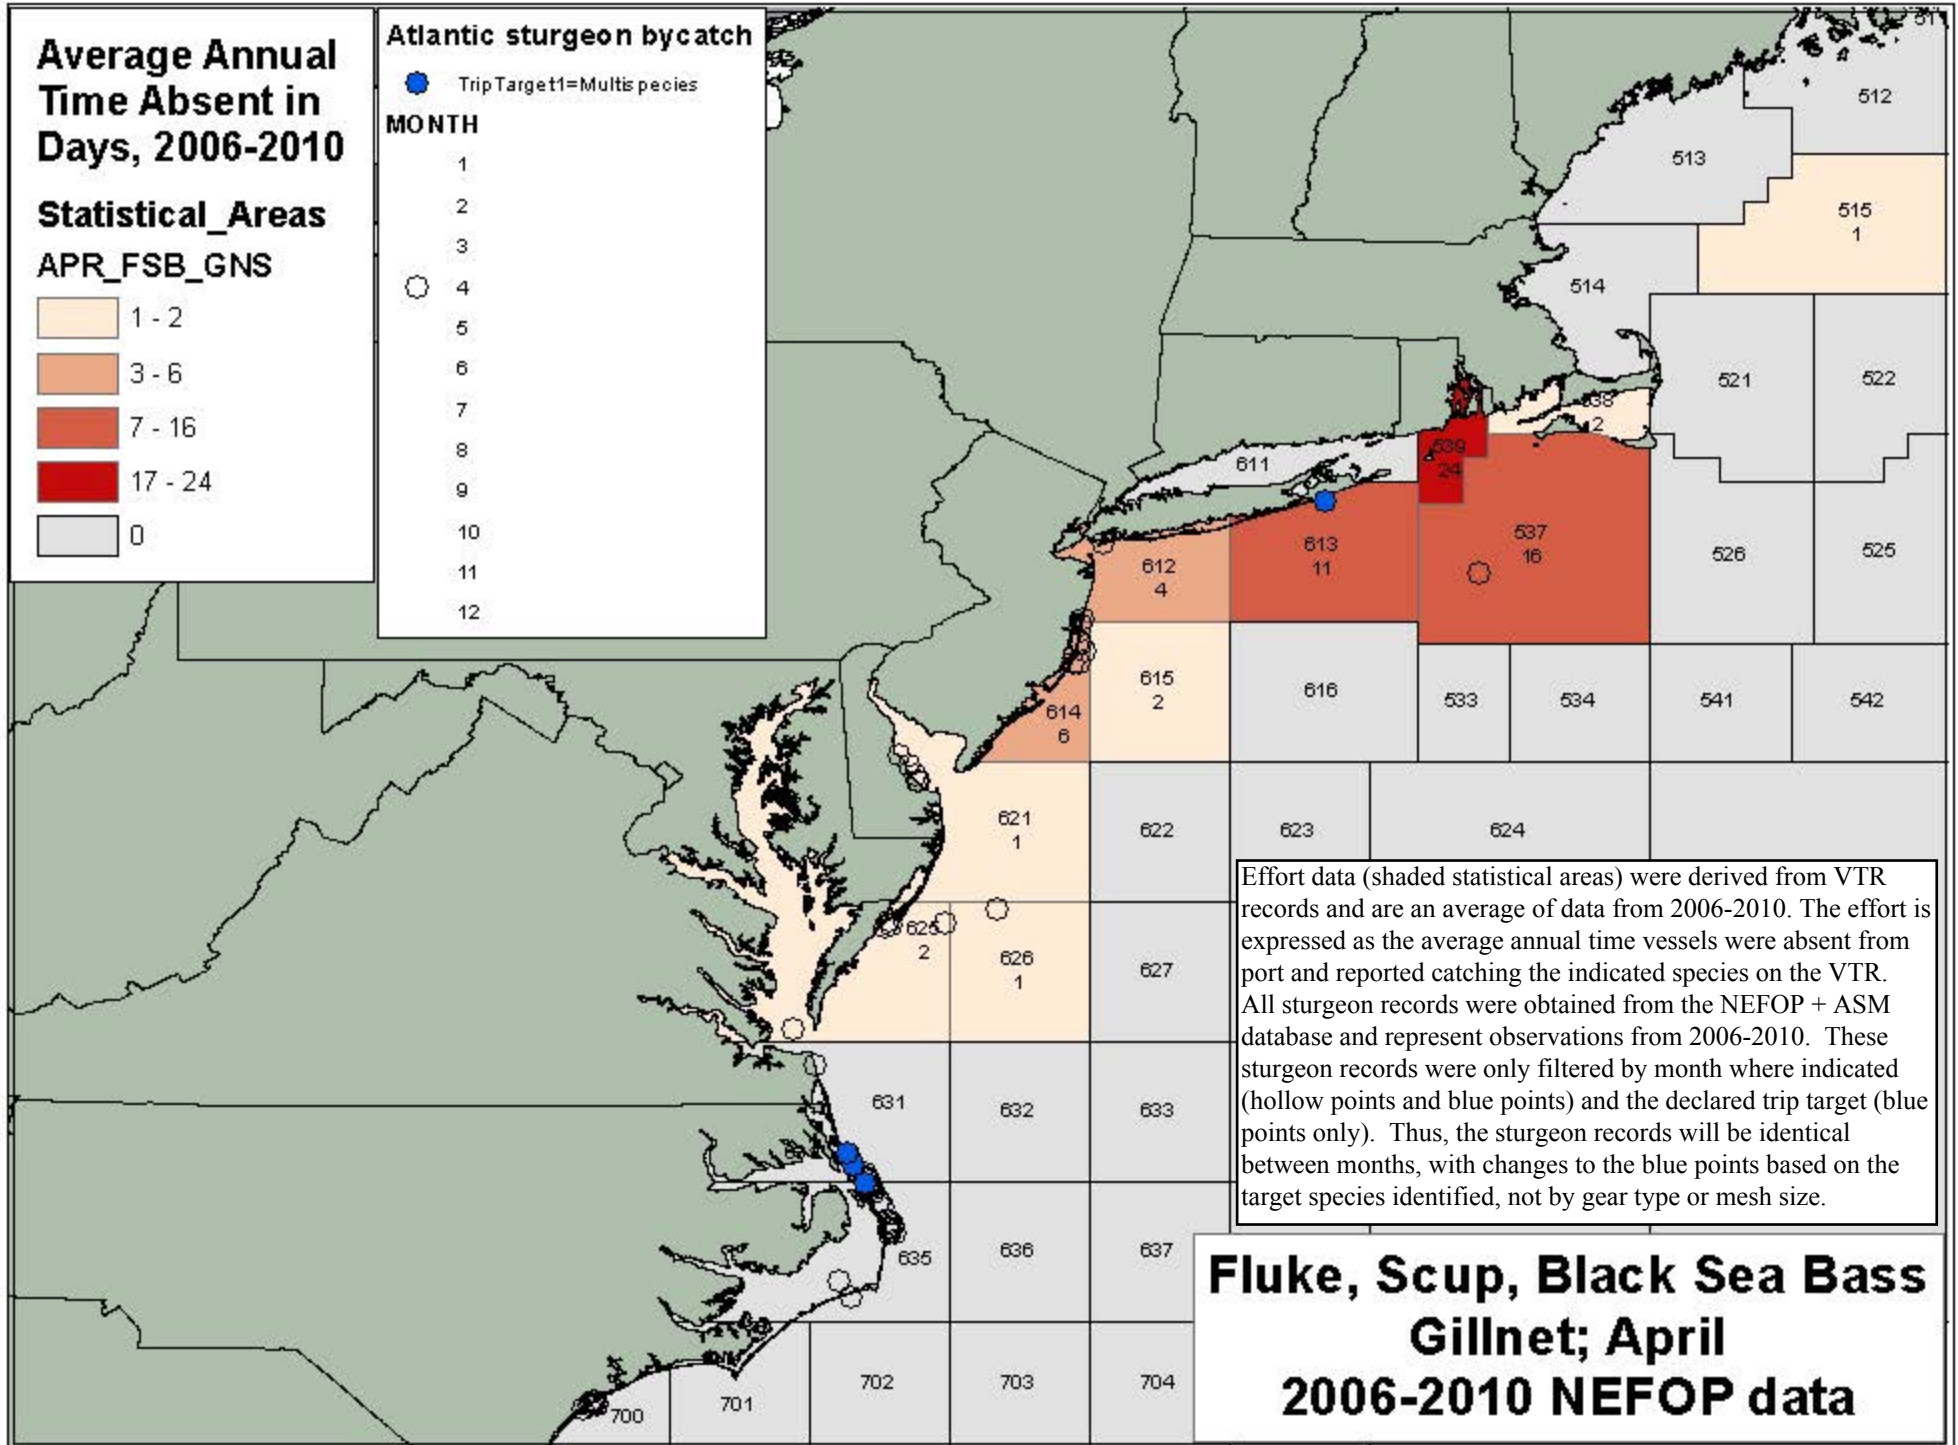 Average Annual
Time Absent in
Days, 2006-2010
Statistical_Areas
APR_FSB_GNS
1 - 2
3 - 6
7 - 16
17 - 24
0
Atlantic sturgeon bycatch
TripTarget1=Multispecies
MONTH
1
2
3
4
5
6
7
8
9
10
11
12
512
513
515
1
514
521
522
538
2
539
24
611
537
16
526
525
613
11
612
4
615
2
616
533
534
541
542
614
6
621
1
622
623
624
625
2
626
1
627
631
632
633
635
636
637
700
701
702
703
704
Effort data (shaded statistical areas) were derived from VTR
records and are an average of data from 2006-2010. The effort is
expressed as the average annual time vessels were absent from
port and reported catching the indicated species on the VTR.
All sturgeon records were obtained from the NEFOP + ASM
database and represent observations from 2006-2010.  These
sturgeon records were only filtered by month where indicated
(hollow points and blue points) and the declared trip target (blue
points only).  Thus, the sturgeon records will be identical
between months, with changes to the blue points based on the
target species identified, not by gear type or mesh size.
Fluke, Scup, Black Sea Bass
Gillnet; April
2006-2010 NEFOP data